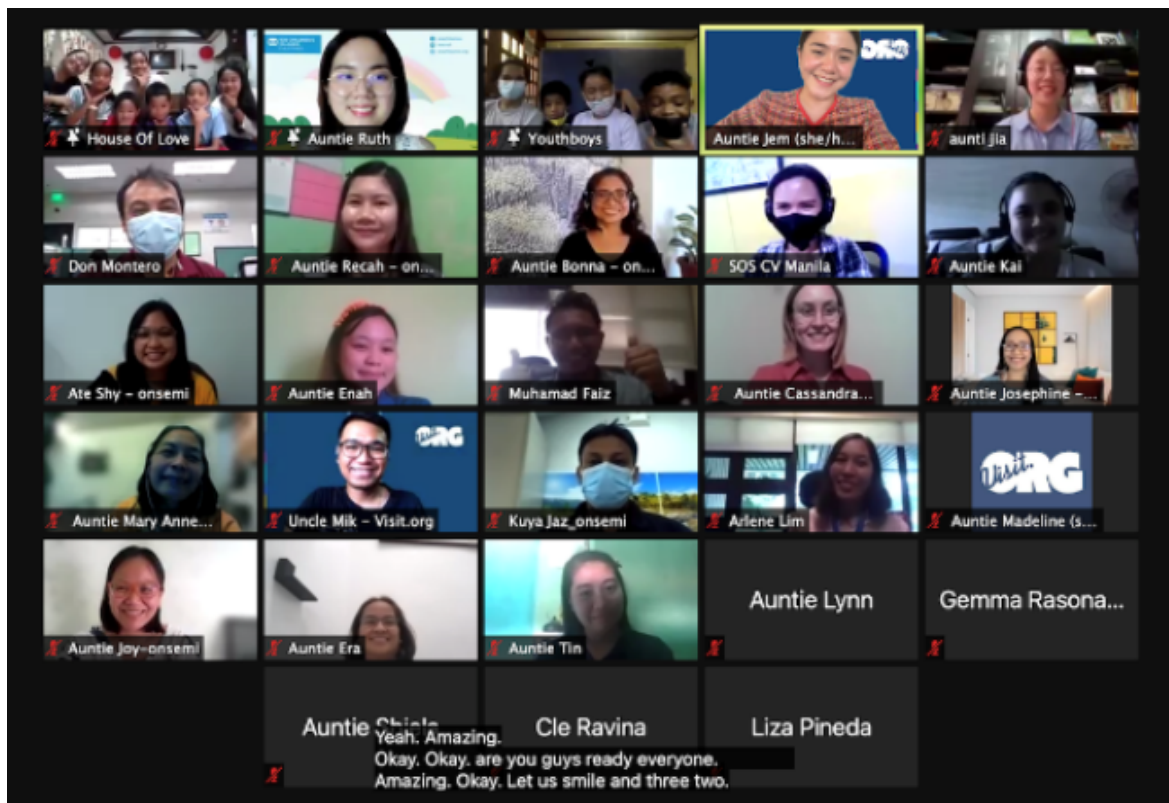 House Of Love
Auntie Ruth
Youthboys
Auntie Jem (she/h...
aunti jia
Don Montero
Auntie Recah - on...
Auntie Bonna - on...
SOS CV Manila
Auntie Kai
Ate Shy - onsemi
Auntie Enah
Muhamad Faiz
Auntie Cassandra...
Auntie Josephine -...
ORG
Visit.
ORG
Auntie Mary Anne...
Uncle Mik - Visit.org
Kuya Jaz_onsemi
Arlene Lim
Auntie Madeline (s...
Auntie Lynn
Gemma Rasona...
Auntie Joy-onsemi
Auntie Era
Auntie Tin
Auntie
Cle Ravina
Liza Pineda
Yeah. Amazing.
Okay. Okay. are you guys ready everyone.
Amazing. Okay. Let us smile and three two.